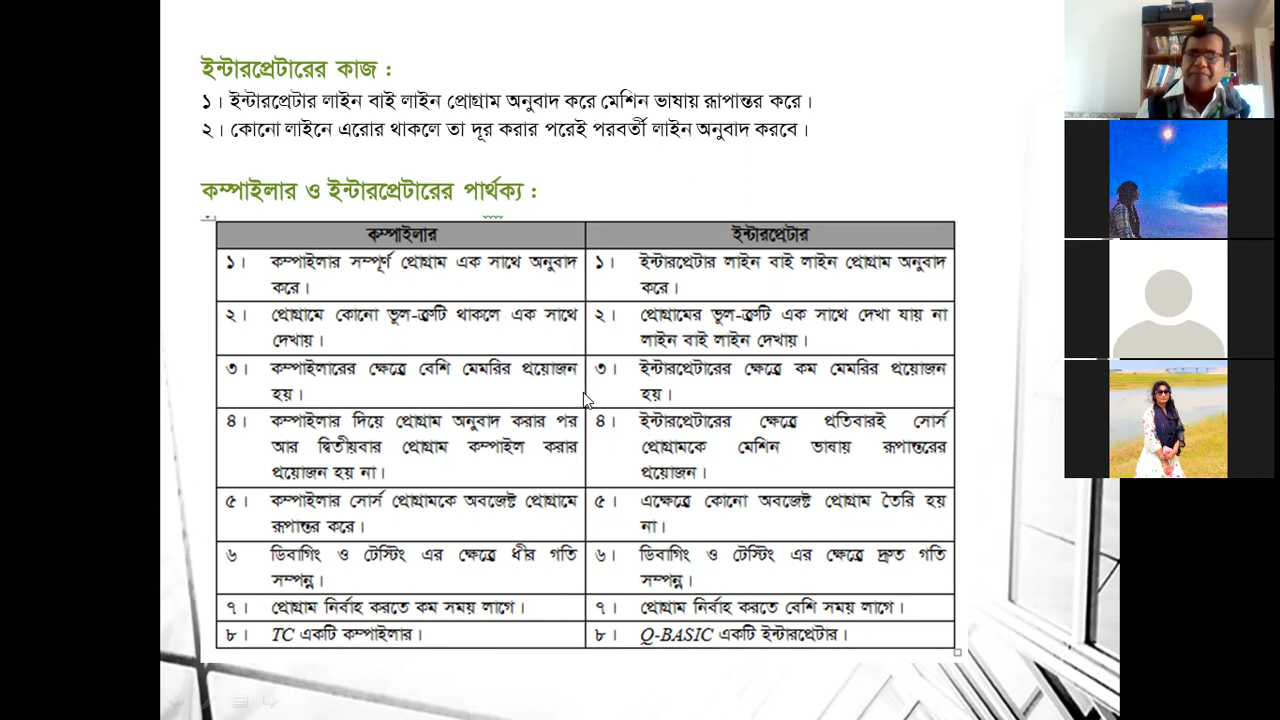 ইন্টারপ্রেটারের কাজ :
১। ইন্টারপ্রেটার লাইন বাই লাইন প্রোগ্রাম অনুবাদ করে মেশিন ভাষায় রূপান্তর করে।
২। কোনো লাইনে এরোর থাকলে তা দূর করার পরেই পরবর্তী লাইন অনুবাদ করবে।
কম্পাইলার ও ইন্টারপ্রেটারের পার্থক্য :
কম্পাইলার
ইন্টারপ্রেটার
১। কম্পাইলার সম্পূর্ণ প্রোগ্রাম এক সাথে অনুবাদ
করে।
১। ইন্টারপ্রেটার লাইন বাই লাইন প্রোগ্রাম অনুবাদ
করে।
২। প্রোগ্রামে কোনো ভুল-ত্রুটি থাকলে এক সাথে
দেখায়।
২। প্রোগ্রামের ভুল-ত্রুটি এক সাথে দেখা যায় না
লাইন বাই লাইন দেখায়।
৩। কম্পাইলারের ক্ষেত্রে বেশি মেমরির প্রয়োজন
হয়।
৩। ইন্টারপ্রেটারের ক্ষেত্রে কম মেমরির প্রয়োজন
হয়।
৪। কম্পাইলার দিয়ে প্রোগ্রাম অনুবাদ করার পর
আর দ্বিতীয়বার প্রোগ্রাম কম্পাইল করার
প্রয়োজন হয় না।
৪। ইন্টারপ্রেটারের ক্ষেত্রে প্রতিবারই সোর্স
প্রোগ্রামকে মেশিন ভাষায় রূপান্তরের
প্রয়োজন।
৫। কম্পাইলার সোর্স প্রোগ্রামকে অবজেক্ট প্রোগ্রামে
রূপান্তর করে।
৫। এক্ষেত্রে কোনো অবজেক্ট প্রোগ্রাম তৈরি হয়
না।
৬ ডিবাগিং ও টেস্টিং এর ক্ষেত্রে ধীর গতি
সম্পন্ন।
৬। ডিবাগিং ও টেস্টিং এর ক্ষেত্রে দ্রুত গতি
সম্পন্ন।
৭। প্রোগ্রাম নির্বাহ করতে কম সময় লাগে।
৭। প্রোগ্রাম নির্বাহ করতে বেশি সময় লাগে।
৮। TC একটি কম্পাইলার।
৮। Q-BASIC একটি ইন্টারপ্রেটার।